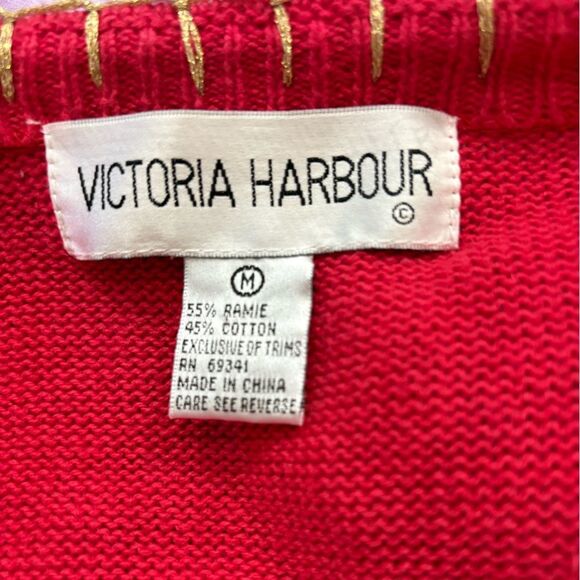 VICTORIA HARBOUR
©
M
55% RAMIE
45% COTTON
EXCLUSIVE OF TRIMS
RN 69341
MADE IN CHINA
CARE SEE REVERSE